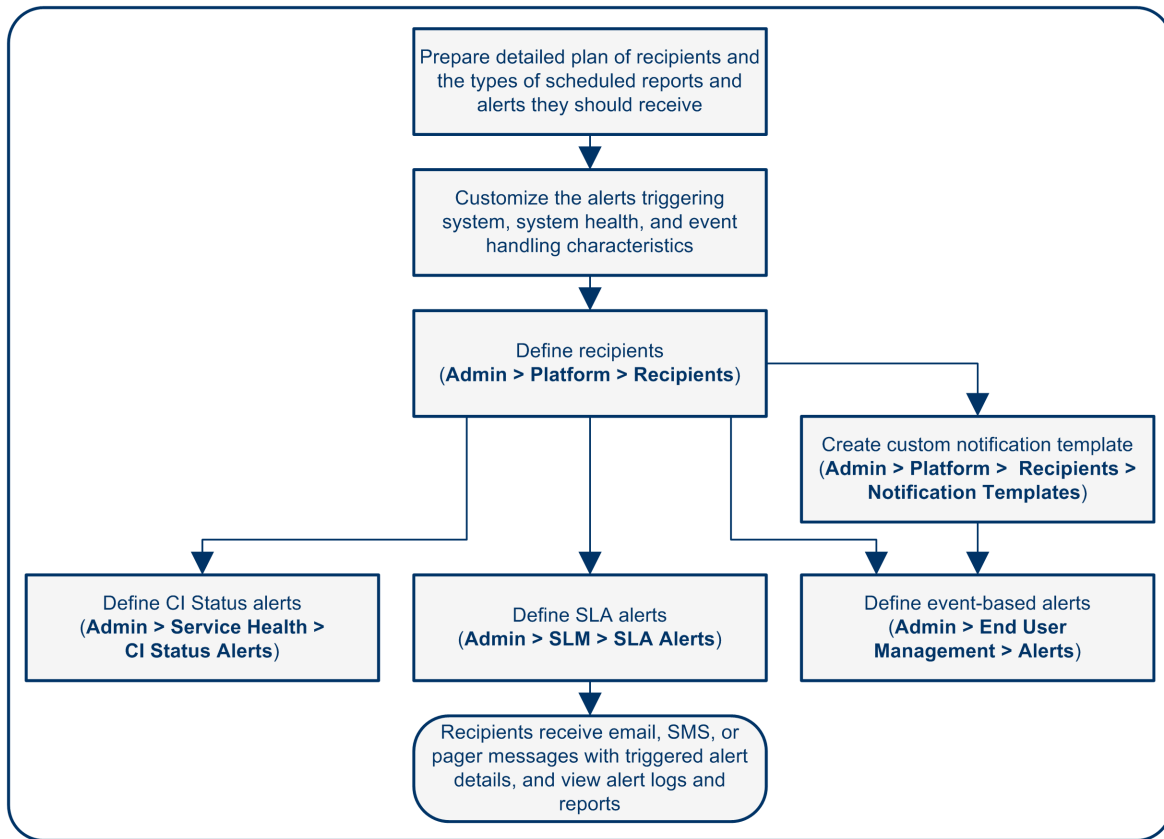 Prepare detailed plan of recipients and
the types of scheduled reports and
alerts they should receive
Customize the alerts triggering
system, system health, and event
handling characteristics
Define recipients
(Admin > Platform > Recipients)
Create custom notification template
(Admin > Platform >  Recipients >
Notification Templates)
Define CI Status alerts
(Admin > Service Health >
CI Status Alerts)
Define SLA alerts
(Admin > SLM > SLA Alerts)
Define event-based alerts
(Admin > End User
Management > Alerts)
Recipients receive email, SMS, or
pager messages with triggered alert
details, and view alert logs and
reports